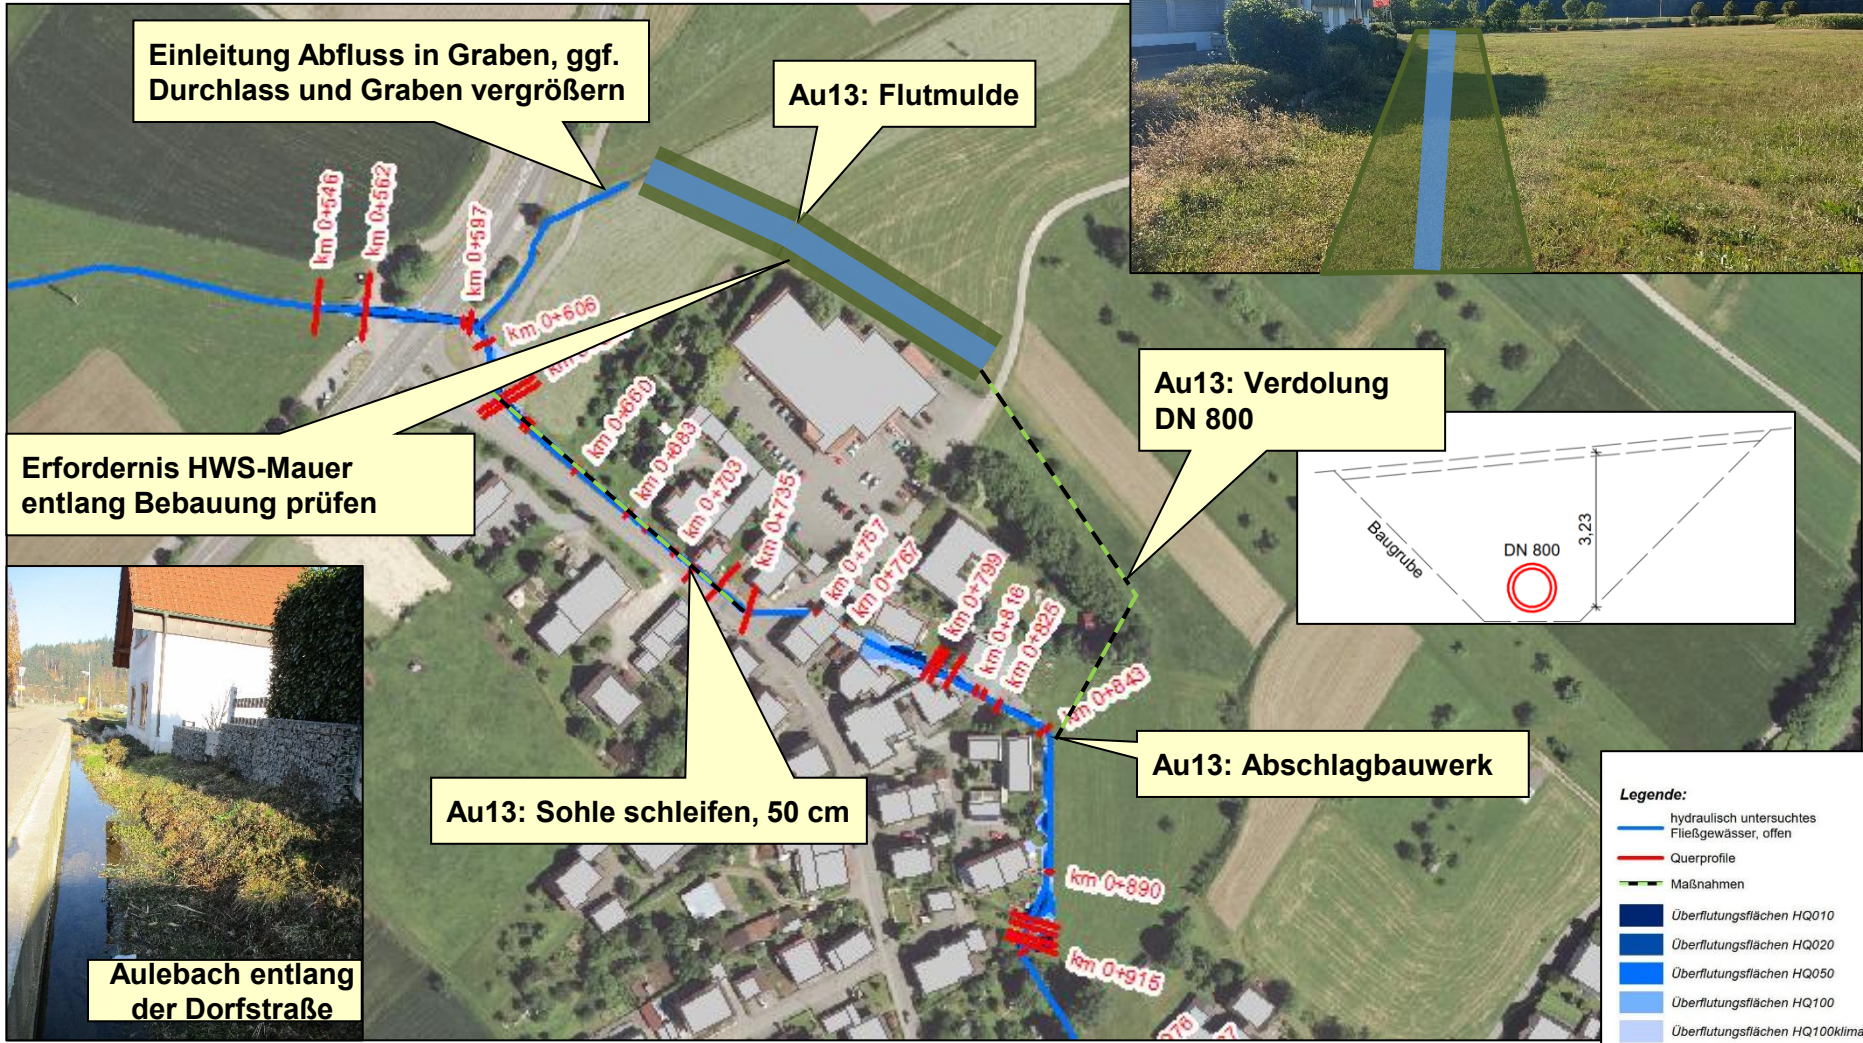 Einleitung Abfluss in Graben, ggf.
Durchlass und Graben vergrößern
Au13: Flutmulde
km 0+546
km 0+562
km 0+597
km 0+606
Au13: Verdolung
DN 800
km 0+660
km 0+683
km 0+703
km 0+735
Erfordernis HWS-Mauer
entlang Bebauung prüfen
km 0+757
km 0+767
km 0+799
km 0+816
km 0+825
km 0+843
Baugrube
DN 800
3,23
Au13: Abschlagbauwerk
Au13: Sohle schleifen, 50 cm
km 0+890
km 0+915
Aulebach entlang
der Dorfstraße
Legende:
hydraulisch untersuchtes
Fließgewässer, offen
Querprofile
Maßnahmen
Überflutungsflächen HQ010
Überflutungsflächen HQ020
Überflutungsflächen HQ050
Überflutungsflächen HQ100
Überflutungsflächen HQ100klima